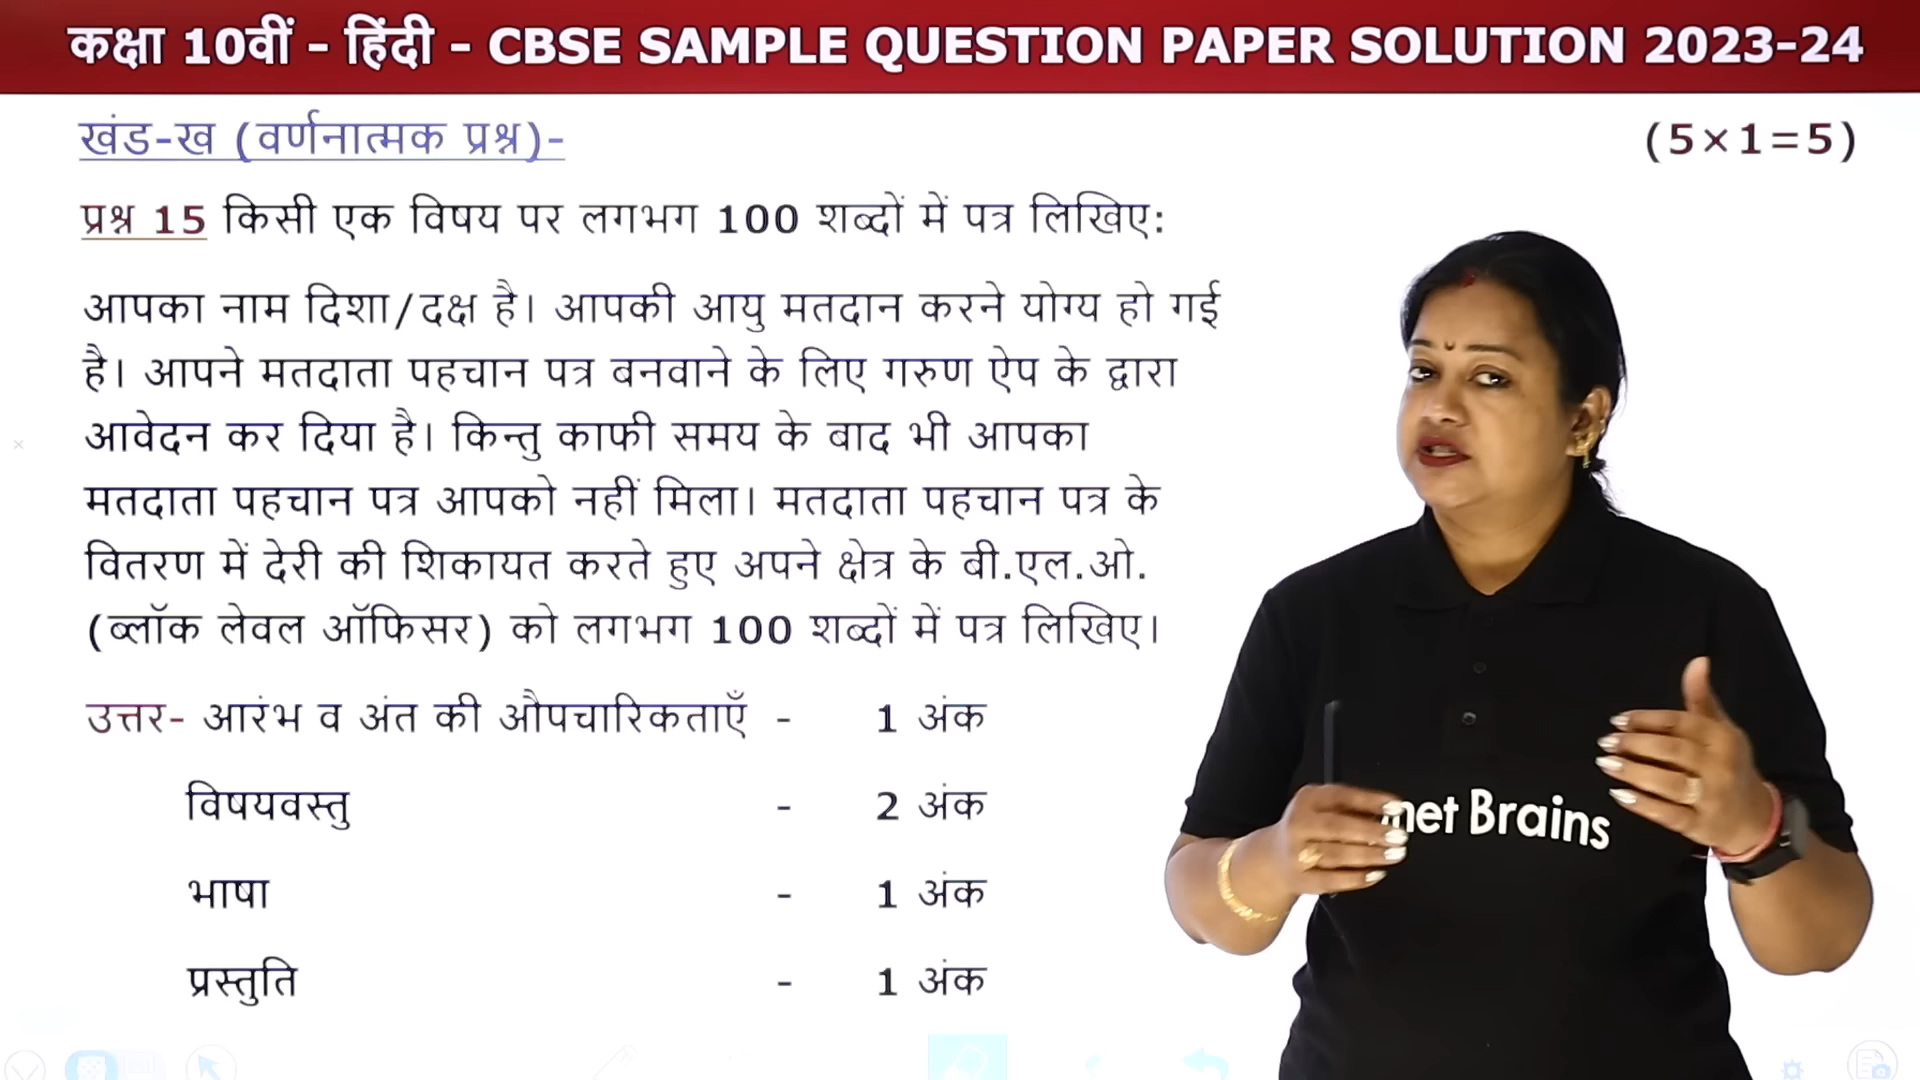 कक्षा 10वीं - हिंदी - CBSE SAMPLE QUESTION PAPER SOLUTION 2023-24
खंड-ख (वर्णनात्मक प्रश्न)- (5×1=5)
प्रश्न 15 किसी एक विषय पर लगभग 100 शब्दों में पत्र लिखिए:
आपका नाम दिशा/दक्ष है। आपकी आयु मतदान करने योग्य हो गई
है। आपने मतदाता पहचान पत्र बनवाने के लिए गरुण ऐप के द्वारा
आवेदन कर दिया है। किन्तु काफी समय के बाद भी आपका
मतदाता पहचान पत्र आपको नहीं मिला। मतदाता पहचान पत्र के
वितरण में देरी की शिकायत करते हुए अपने क्षेत्र के बी.एल.ओ.
(ब्लॉक लेवल ऑफिसर) को लगभग 100 शब्दों में पत्र लिखिए।
उत्तर- आरंभ व अंत की औपचारिकताएँ - 1 अंक
विषयवस्तु - 2 अंक
भाषा - 1 अंक
प्रस्तुति - 1 अंक
Brains